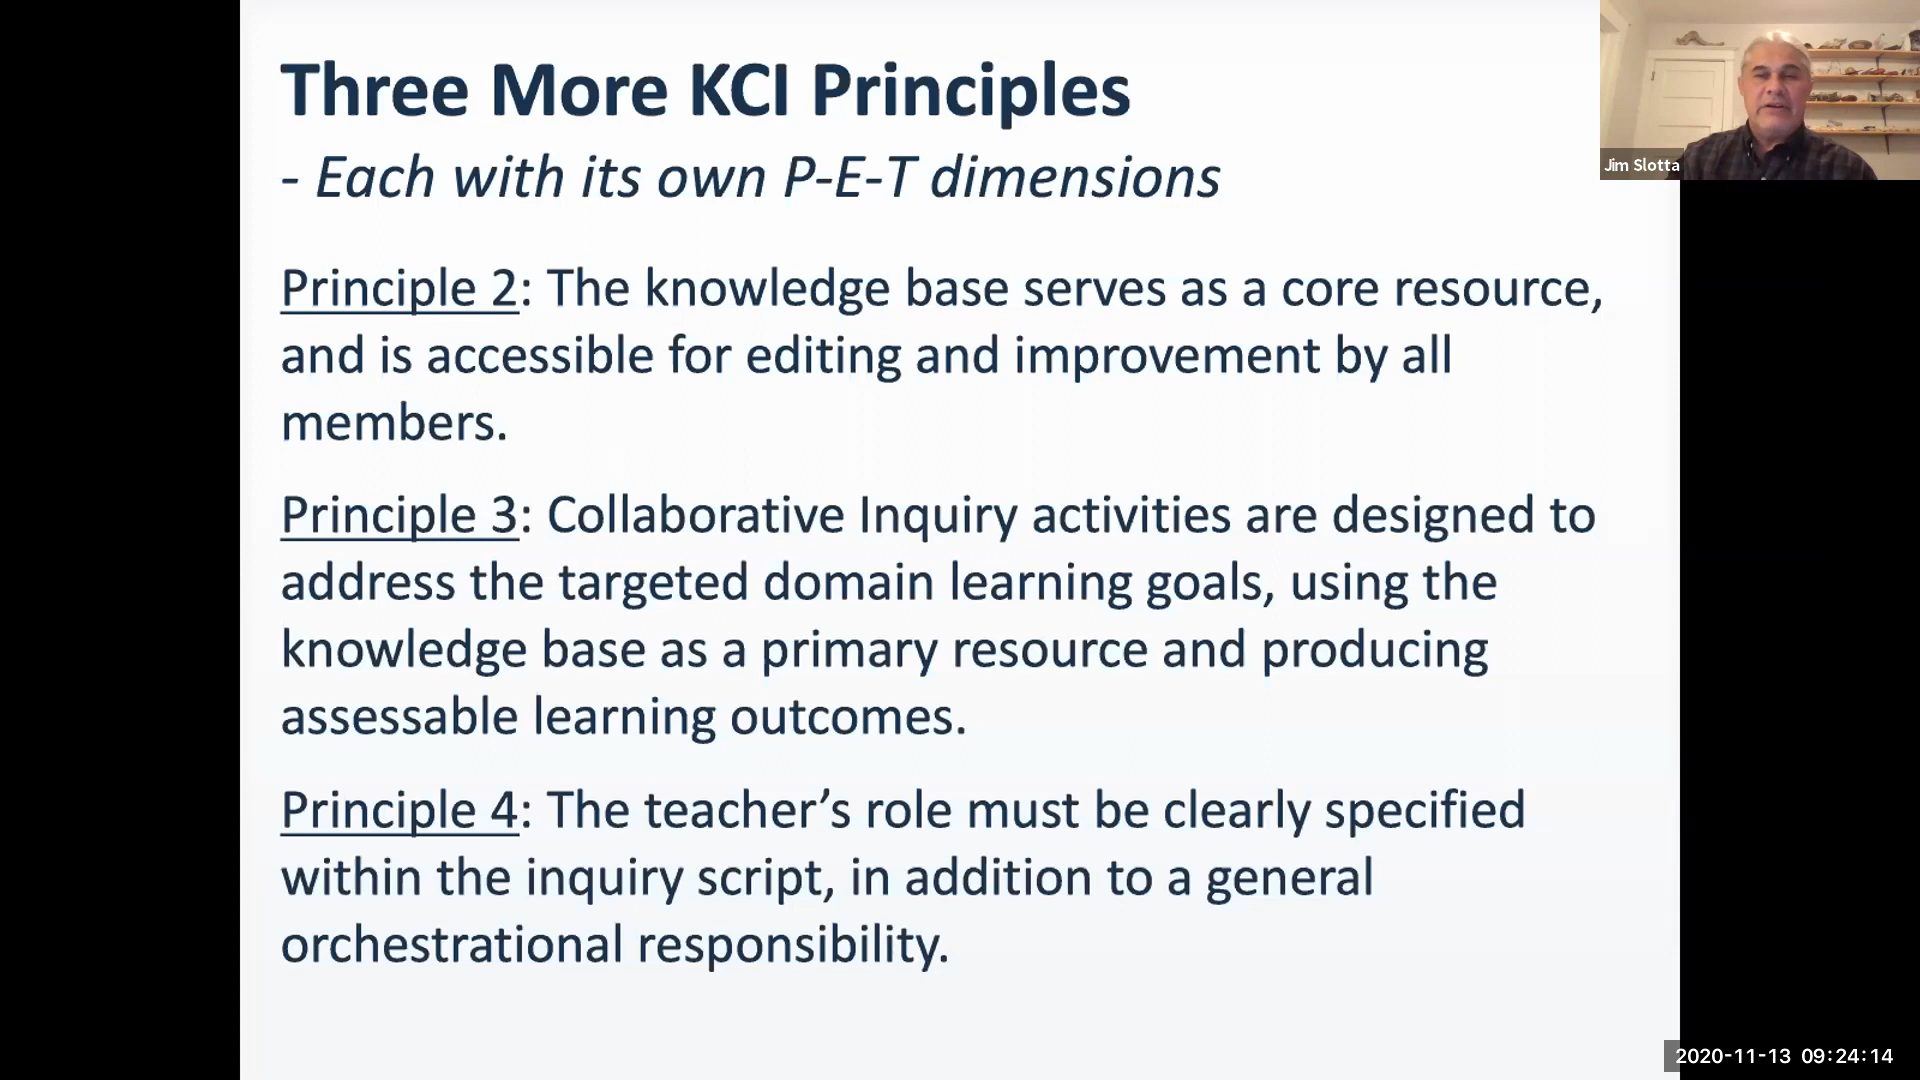 Three More KCI Principles
- Each with its own P-E-T dimensions
Principle 2: The knowledge base serves as a core resource,
and is accessible for editing and improvement by all
members.
Principle 3: Collaborative Inquiry activities are designed to
address the targeted domain learning goals, using the
knowledge base as a primary resource and producing
assessable learning outcomes.
Principle 4: The teacher’s role must be clearly specified
within the inquiry script, in addition to a general
orchestrational responsibility.
Jim Slotta
2020-11-13 09:24:14